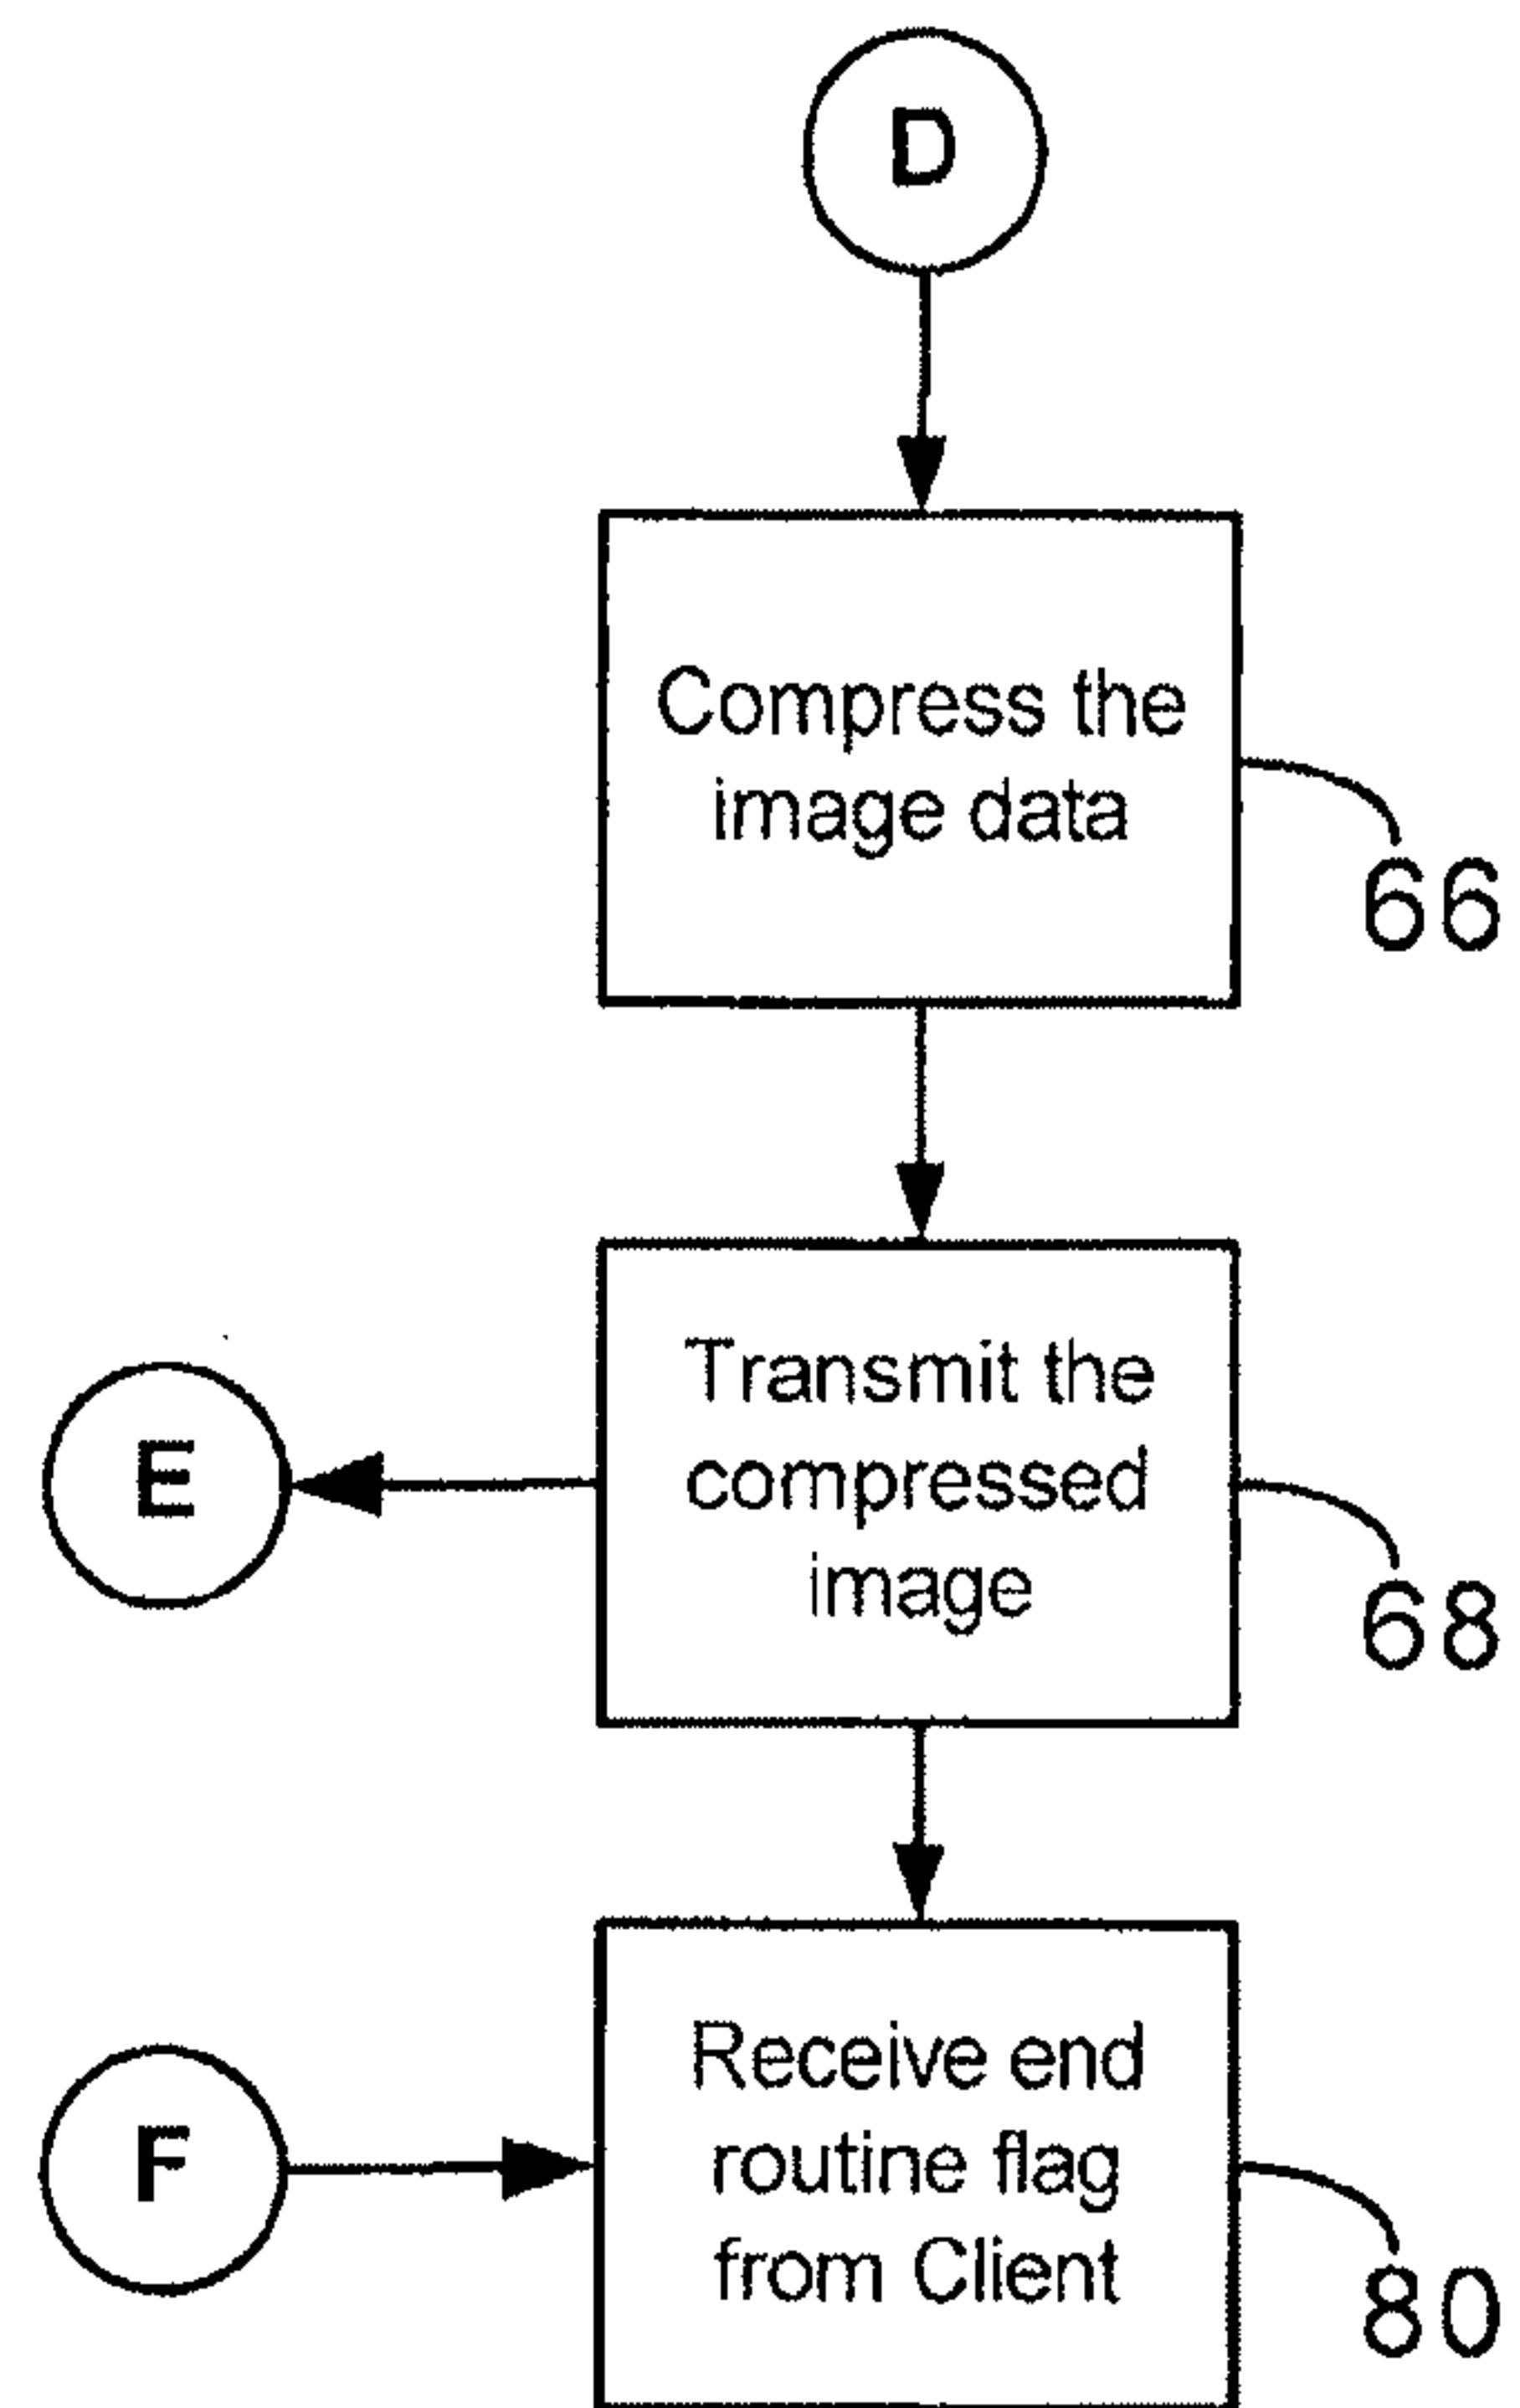 D
Compress the
image data
66
Transmit the
compressed
image
E
68
Receive end
routine flag
from Client
F
80